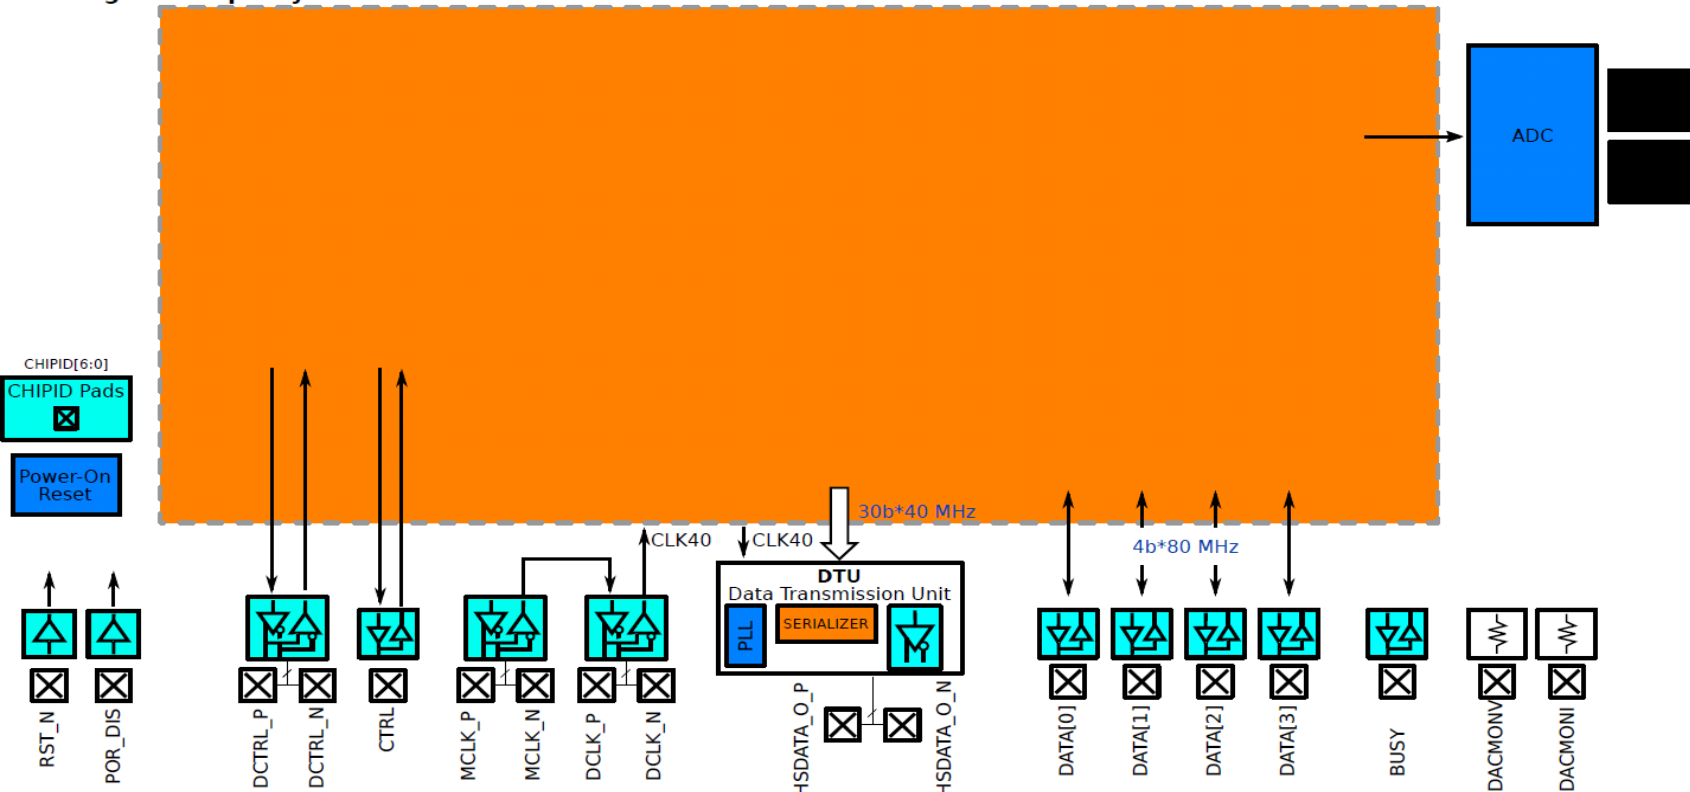 ADC
CHIPID[6:0]
CHIPID Pads
Power-On
Reset
30b*40 MHz
CLK40
CLK40
4b*80 MHz
DTU
Data Transmission Unit
PLL
SERIALIZER
RST_N
POR_DIS
DCTRL_P
DCTRL_N
CTRL
MCLK_P
MCLK_N
DCLK_P
DCLK_N
HSDATA_O_P
HSDATA_O_N
DATA[0]
DATA[1]
DATA[2]
DATA[3]
BUSY
DACMONV
DACMONI